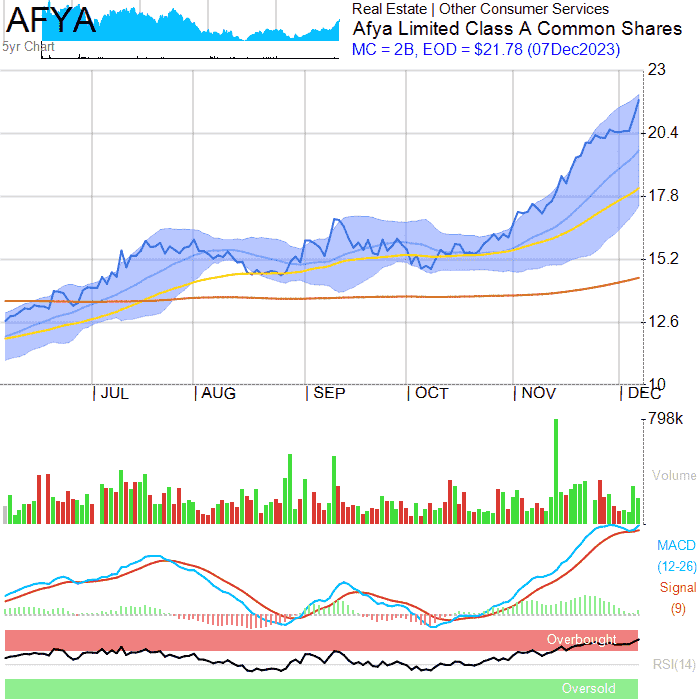 AFYA
5yr Chart
Real Estate | Other Consumer Services
Afya Limited Class A Common Shares
MC = 2B, EOD = $21.78 (07Dec2023)
23
20.4
17.8
15.2
12.6
10
| JUL | AUG | SEP | OCT | NOV | DEC
798k
Volume
MACD
(12-26)
Signal
(9)
Overbought
RSI(14)
Oversold